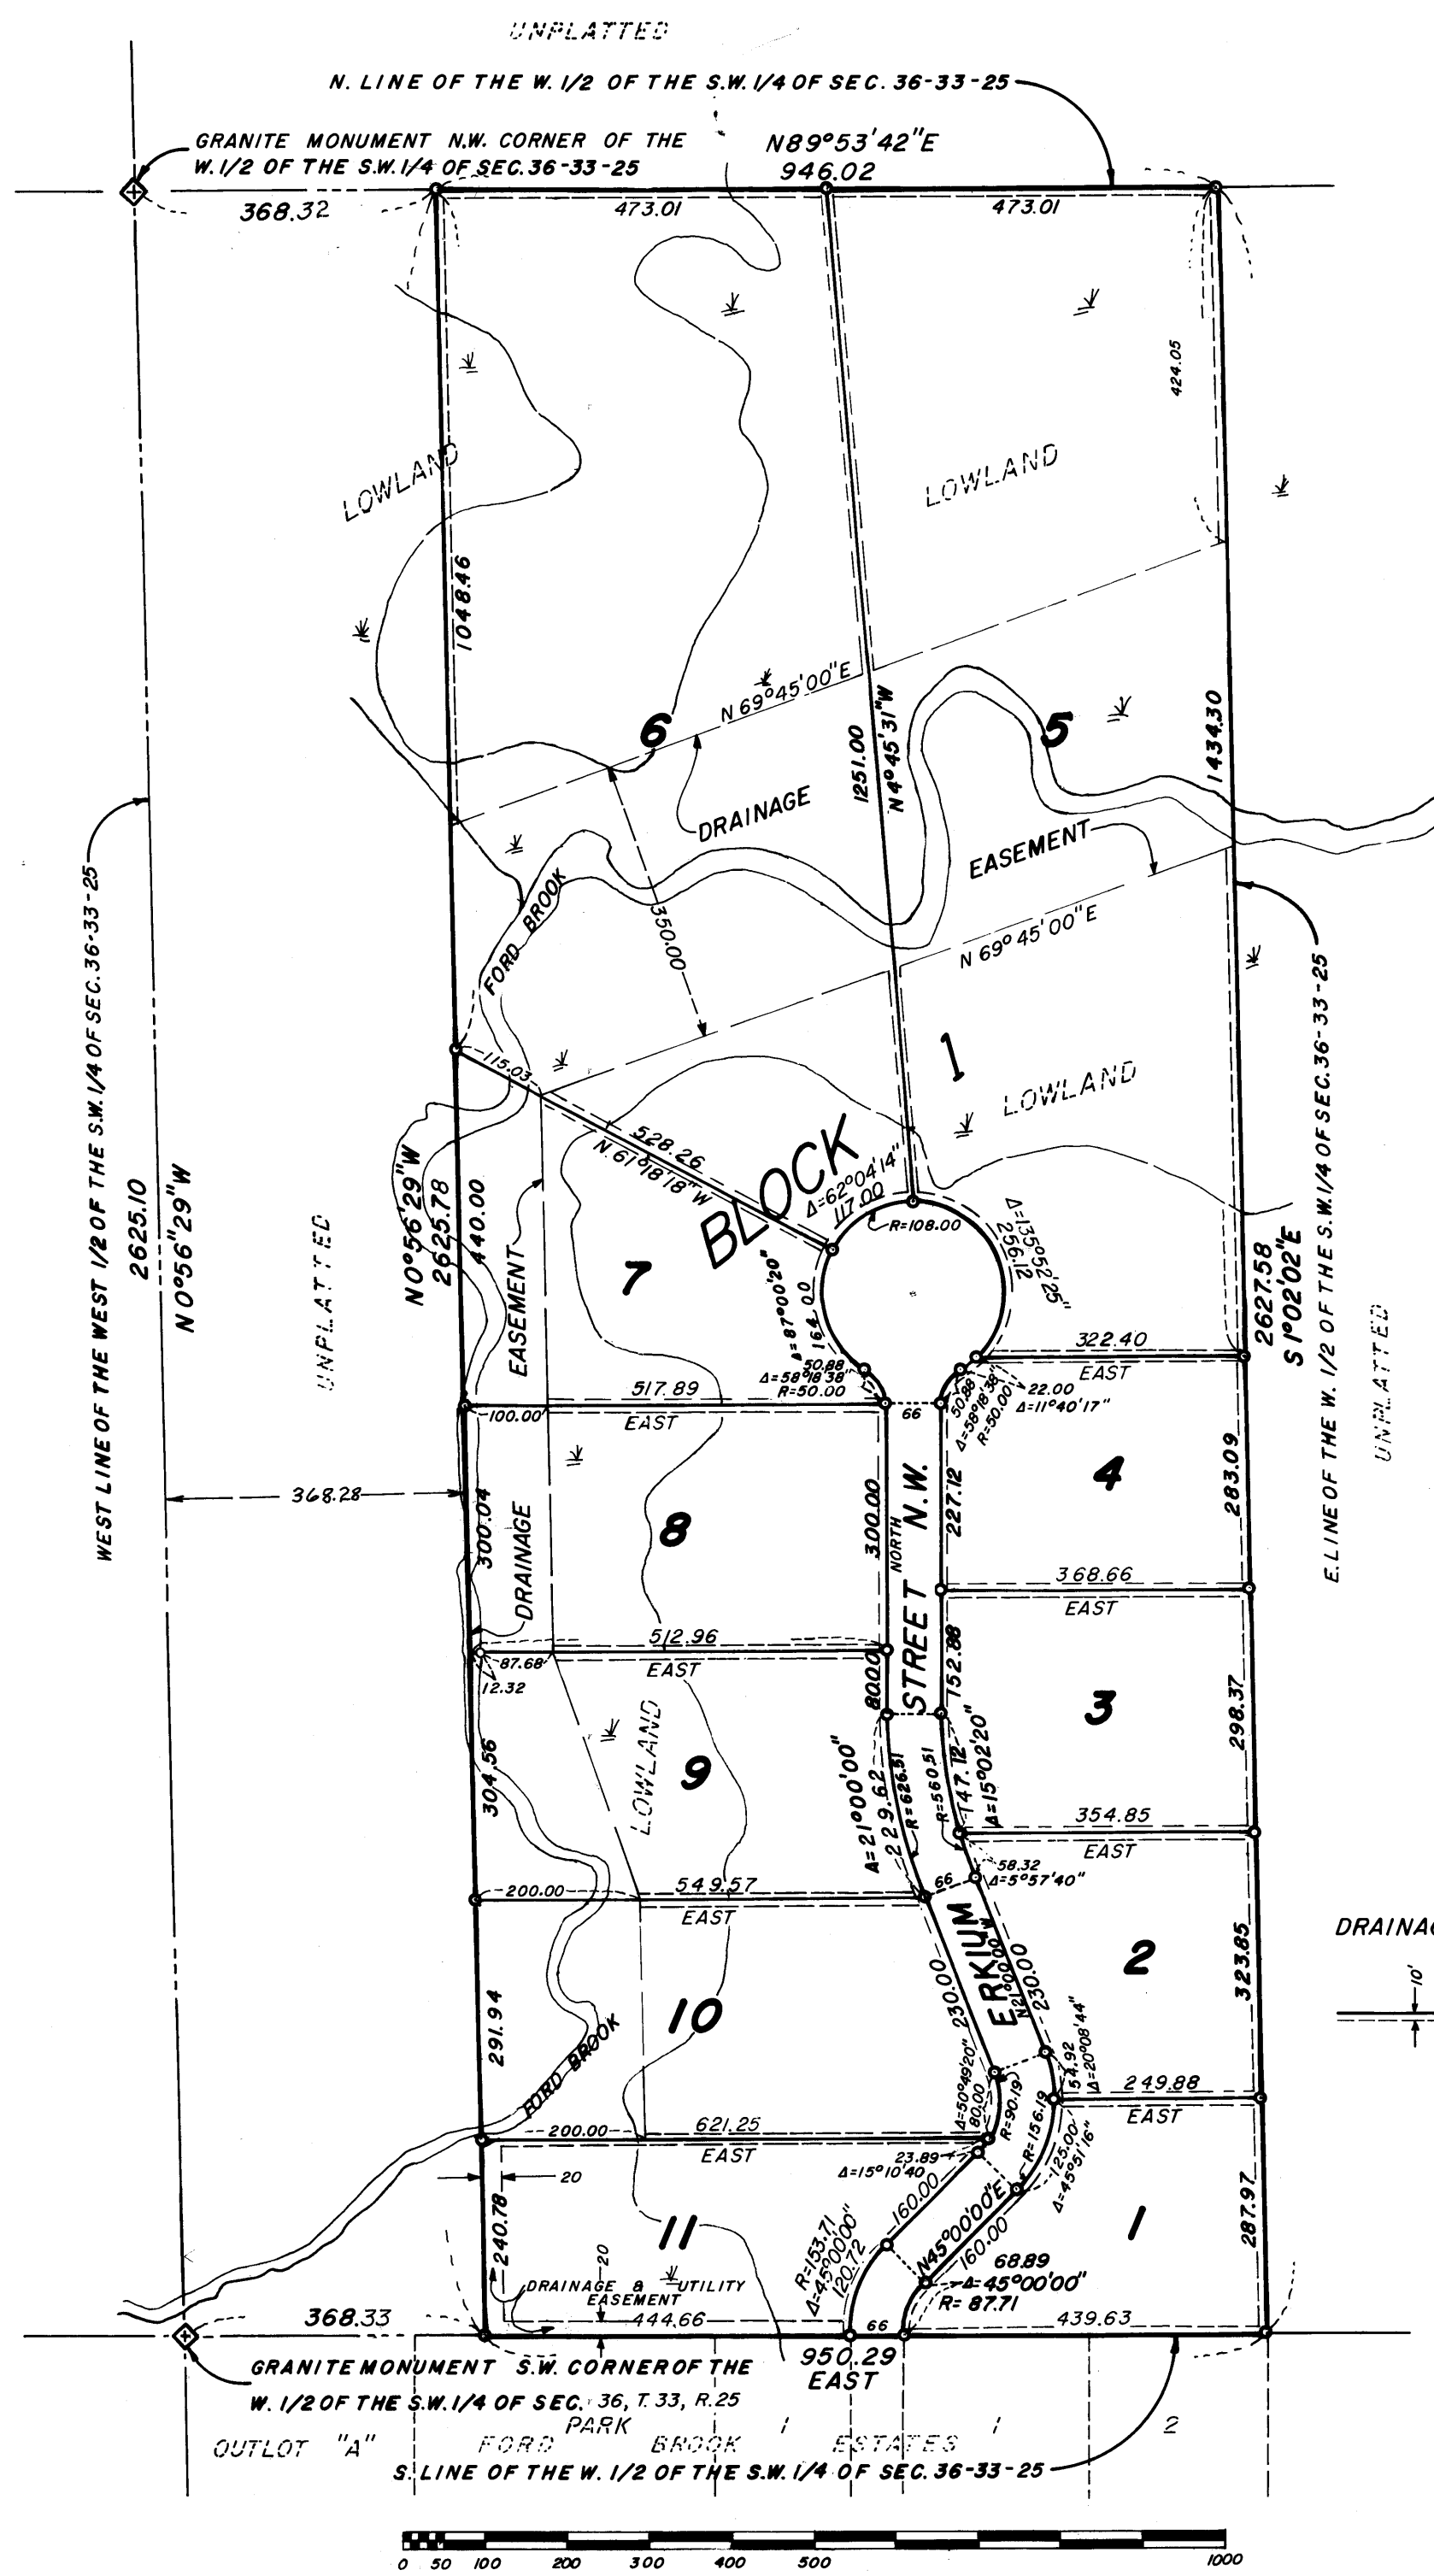 UNPLATTED
N. LINE OF THE W. 1/2 OF THE S.W. 1/4 OF SEC. 36-33-25
GRANITE MONUMENT N.W. CORNER OF THE
W. 1/2 OF THE S.W. 1/4 OF SEC. 36-33-25
N89°53'42"E
946.02
368.32
473.01
473.01
424.05
LOWLAND
LOWLAND
1048.46
N 69°45'00"E
6
5
1251.00
N 4°45'31"W
1434.30
DRAINAGE
EASEMENT
WEST LINE OF THE WEST 1/2 OF THE S.W. 1/4 OF SEC. 36-33-25
FORD BROOK
350.00
N 69°45'00"E
E. LINE OF THE W. 1/2 OF THE S.W. 1/4 OF SEC. 36-33-25
115.03
1
LOWLAND
528.26
N 61°18'18"W
BLOCK
Δ=62°04'14"
117.00
R=108.00
Δ=135°52'25"
256.12
2625.10
N 0°56'29"W
UNPLATTED
N 0°56'29"W
2625.78
440.00
EASEMENT
7
Δ=87°00'20"
164.00
2627.58
S 1°02'02"E
UNPLATTED
322.40
EAST
50.88
Δ=58°18'38"
R=50.00
50.88
Δ=58°18'38"
R=50.00
22.00
Δ=11°40'17"
517.89
100.00
EAST
66
368.28
300.04
DRAINAGE
8
300.00
NORTH
STREET N.W.
227.12
4
283.09
368.66
EAST
512.96
87.68
EAST
12.32
80.00
152.88
3
298.37
304.56
LOWLAND
9
Δ=21°00'00"
229.62
R=626.51
R=560.51
147.12
Δ=15°02'20"
354.85
EAST
58.32
Δ=5°57'40"
66
200.00
549.57
EAST
ERKIUM
N21°00'00"W
230.00
230.00
2
323.85
DRAINAG
10'
10
291.94
FORD BROOK
Δ=50°49'20"
80.00
R=90.19
R=156.19
54.92
Δ=20°08'44"
249.88
EAST
200.00
621.25
EAST
23.89
Δ=15°10'40
125.00
Δ=45°51'16"
20
240.78
11
160.00
N45°00'00"E
160.00
1
287.97
R=153.71
Δ=45°00'00"
120.72
68.89
Δ=45°00'00"
R=87.71
20
DRAINAGE & UTILITY
EASEMENT
368.33
444.66
66
439.63
950.29
EAST
GRANITE MONUMENT S.W. CORNER OF THE
W. 1/2 OF THE S.W. 1/4 OF SEC. 36, T. 33, R.25
PARK 1 1 2
OUTLOT "A" FORD BROOK ESTATES
S. LINE OF THE W. 1/2 OF THE S.W. 1/4 OF SEC. 36-33-25
0 50 100 200 300 400 500 1000